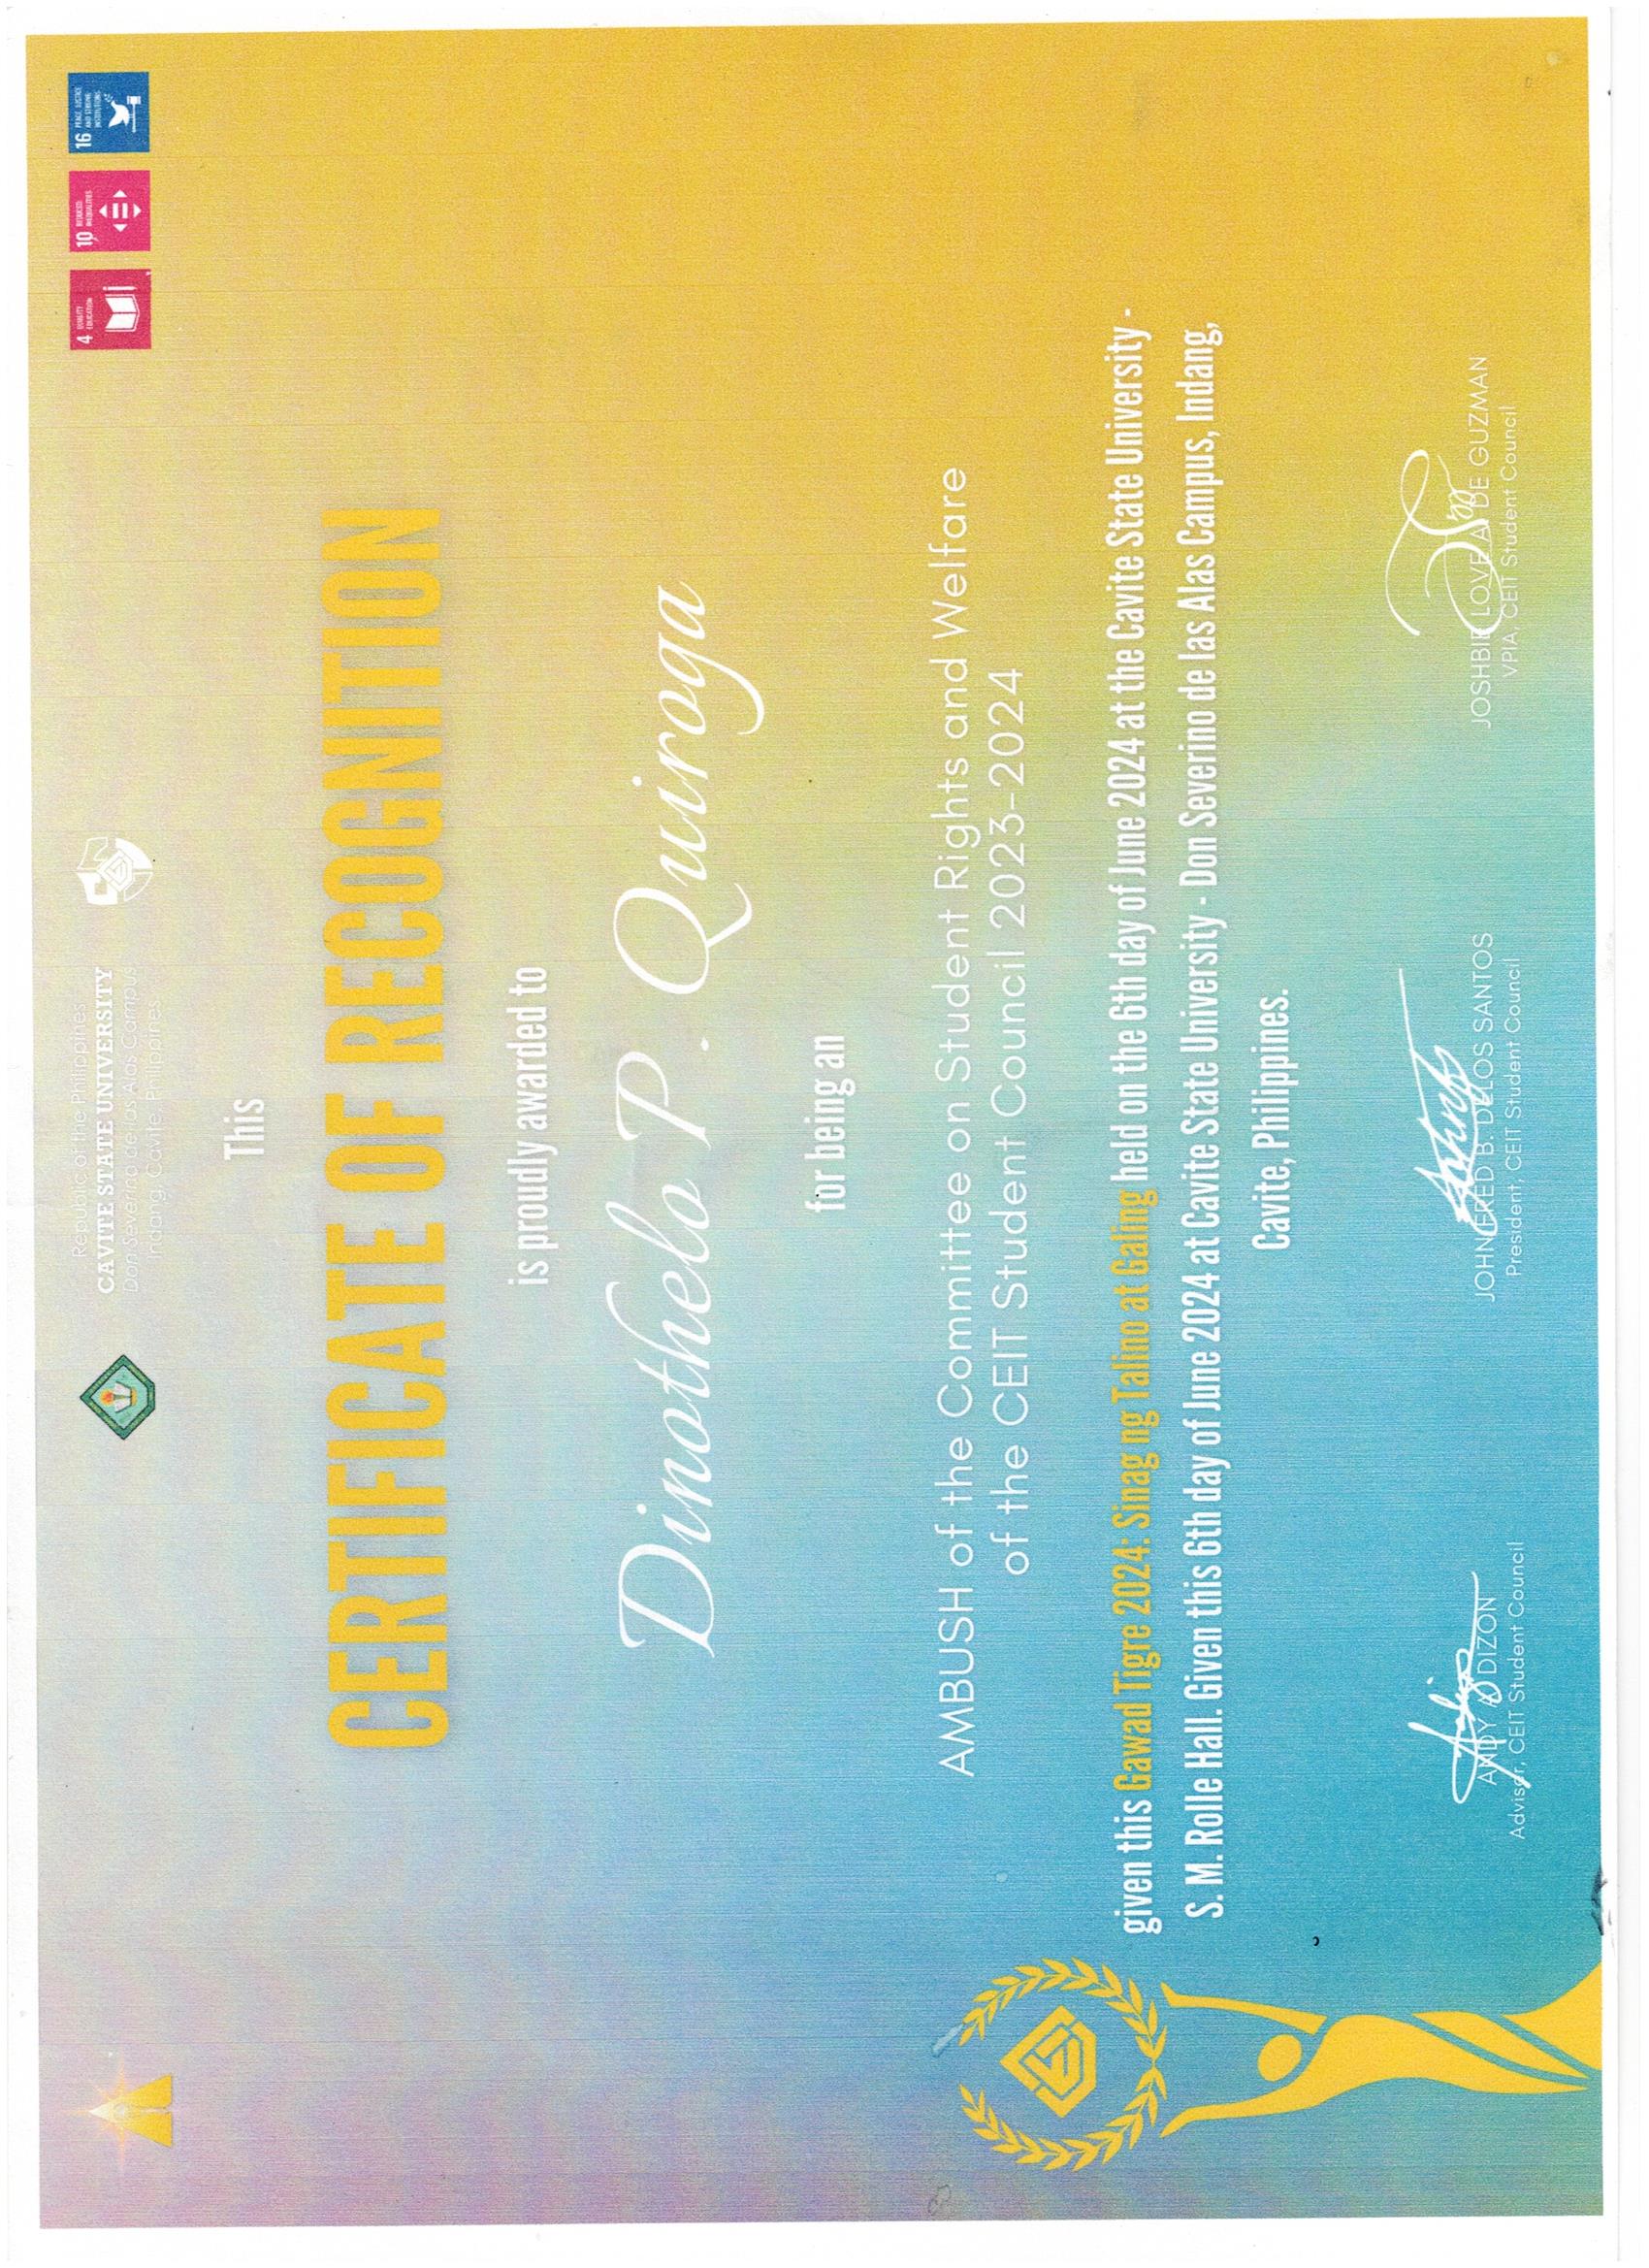 Republic of the Philippines
CAVITE STATE UNIVERSITY
Don Severino de las Alas Campus
Indang, Cavite, Philippines
4 QUALITY
EDUCATION
10 REDUCED
INEQUALITIES
16 PEACE, JUSTICE
AND STRONG
INSTITUTIONS
This
CERTIFICATE OF RECOGNITION
is proudly awarded to
Dinothelo P. Quiroga
for being an
AMBUSH of the Committee on Student Rights and Welfare
of the CEIT Student Council 2023-2024
given this Gawad Tigre 2024: Sinag ng Talino at Galing held on the 6th day of June 2024 at the Cavite State University -
S. M. Rolle Hall. Given this 6th day of June 2024 at Cavite State University - Don Severino de las Alas Campus, Indang,
Cavite, Philippines.
ANDY A. DIZON
Advisor, CEIT Student Council
JOHN FRED B. DELOS SANTOS
President, CEIT Student Council
JOSHBIE LOVE A. DE GUZMAN
VPIA, CEIT Student Council